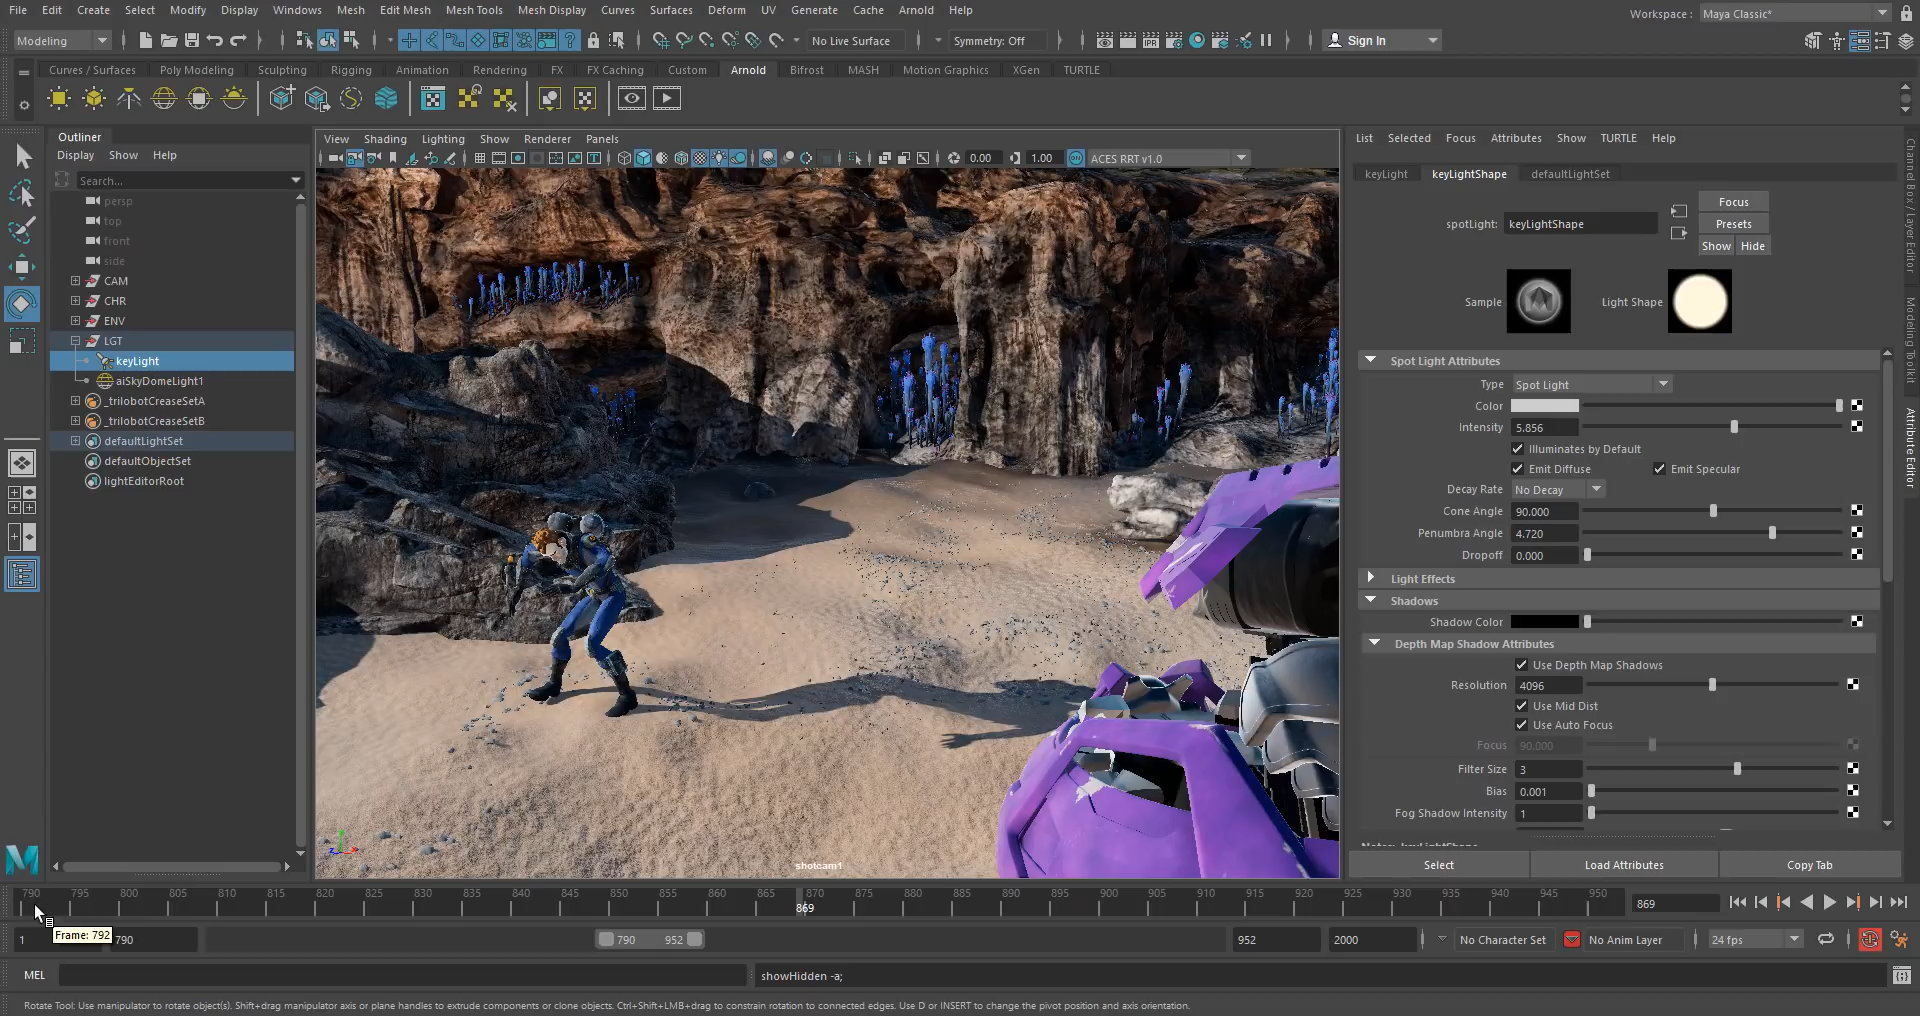 File Edit Create Select Modify Display Windows Mesh Edit Mesh Mesh Tools Mesh Display Curves Surfaces Deform UV Generate Cache Arnold Help
Workspace : Maya Classic*
Modeling
No Live Surface
Symmetry: Off
IPR
Sign In
Curves / Surfaces Poly Modeling Sculpting Rigging Animation Rendering FX FX Caching Custom Arnold Bifrost MASH Motion Graphics XGen TURTLE
Outliner
Display Show Help
Search...
persp
top
front
side
CAM
CHR
ENV
LGT
keyLight
aiSkyDomeLight1
_trilobotCreaseSetA
_trilobotCreaseSetB
defaultLightSet
defaultObjectSet
lightEditorRoot
View Shading Lighting Show Renderer Panels
0.00 1.00 ACES RRT v1.0
shotcam1
List Selected Focus Attributes Show TURTLE Help
keyLight keyLightShape defaultLightSet
Focus
spotLight: keyLightShape
Presets
Show Hide
Sample
Light Shape
Spot Light Attributes
Type Spot Light
Color
Intensity 5.856
Illuminates by Default
Emit Diffuse Emit Specular
Decay Rate No Decay
Cone Angle 90.000
Penumbra Angle 4.720
Dropoff 0.000
Light Effects
Shadows
Shadow Color
Depth Map Shadow Attributes
Use Depth Map Shadows
Resolution 4096
Use Mid Dist
Use Auto Focus
Focus 90.000
Filter Size 3
Bias 0.001
Fog Shadow Intensity 1
Notes: keyLightShape
Select Load Attributes Copy Tab
Channel Box / Layer Editor
Modeling Toolkit
Attribute Editor
790 795 800 805 810 815 820 825 830 835 840 845 850 855 860 865 870 875 880 885 890 895 900 905 910 915 920 925 930 935 940 945 950
869
869
Frame: 792
1 790 790 952 952 2000 No Character Set No Anim Layer 24 fps
MEL
showHidden -a;
Rotate Tool: Use manipulator to rotate object(s). Shift+drag manipulator axis or plane handles to extrude components or clone objects. Ctrl+Shift+LMB+drag to constrain rotation to connected edges. Use D or INSERT to change the pivot position and axis orientation.